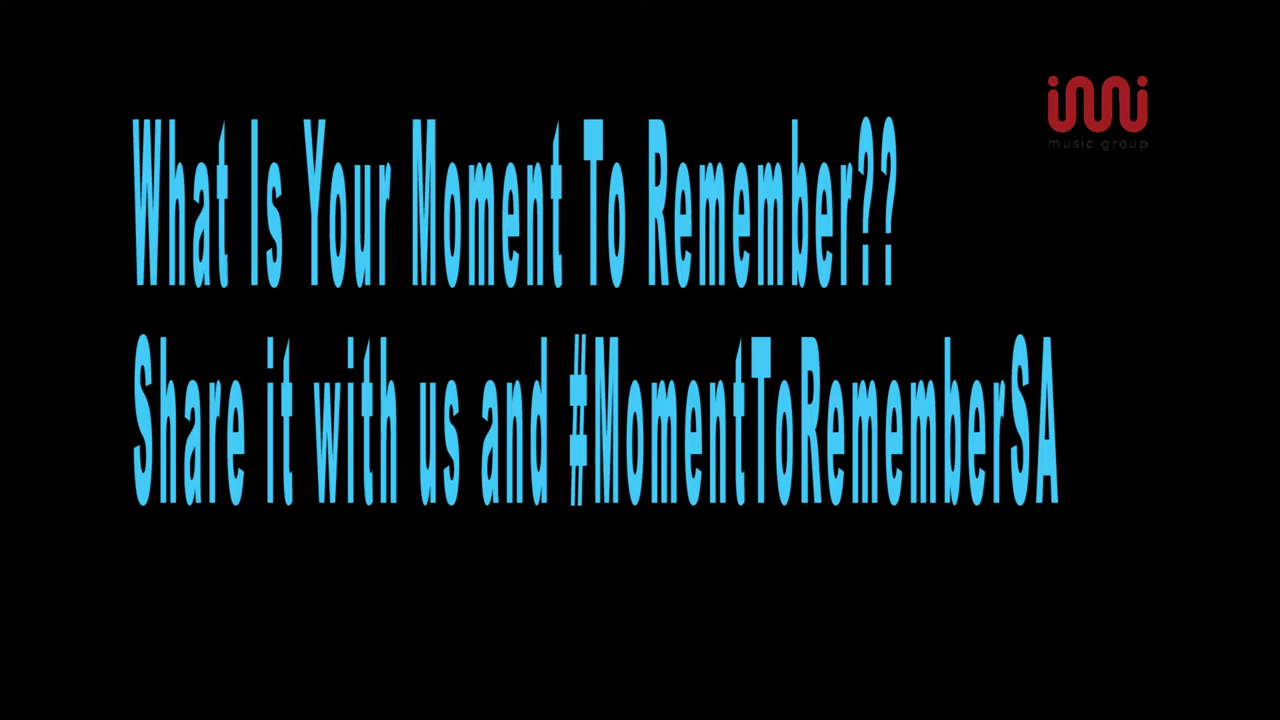 What Is Your Moment To Remember??
Share it with us and #MomentToRememberSA
imi
music group